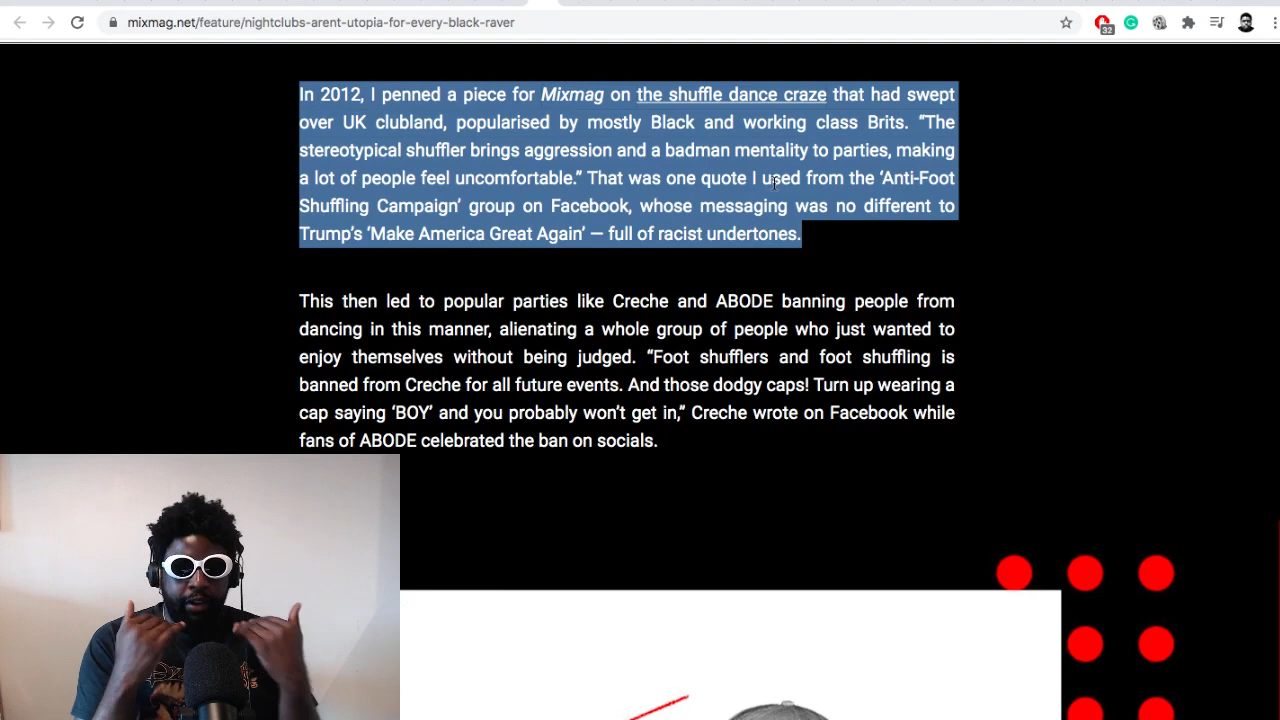 mixmag.net/feature/nightclubs-arent-utopia-for-every-black-raver
32
In 2012, I penned a piece for Mixmag on the shuffle dance craze that had swept
over UK clubland, popularised by mostly Black and working class Brits. “The
stereotypical shuffler brings aggression and a badman mentality to parties, making
a lot of people feel uncomfortable.” That was one quote I used from the ‘Anti-Foot
Shuffling Campaign’ group on Facebook, whose messaging was no different to
Trump’s ‘Make America Great Again’ — full of racist undertones.
This then led to popular parties like Creche and ABODE banning people from
dancing in this manner, alienating a whole group of people who just wanted to
enjoy themselves without being judged. “Foot shufflers and foot shuffling is
banned from Creche for all future events. And those dodgy caps! Turn up wearing a
cap saying ‘BOY’ and you probably won’t get in,” Creche wrote on Facebook while
fans of ABODE celebrated the ban on socials.